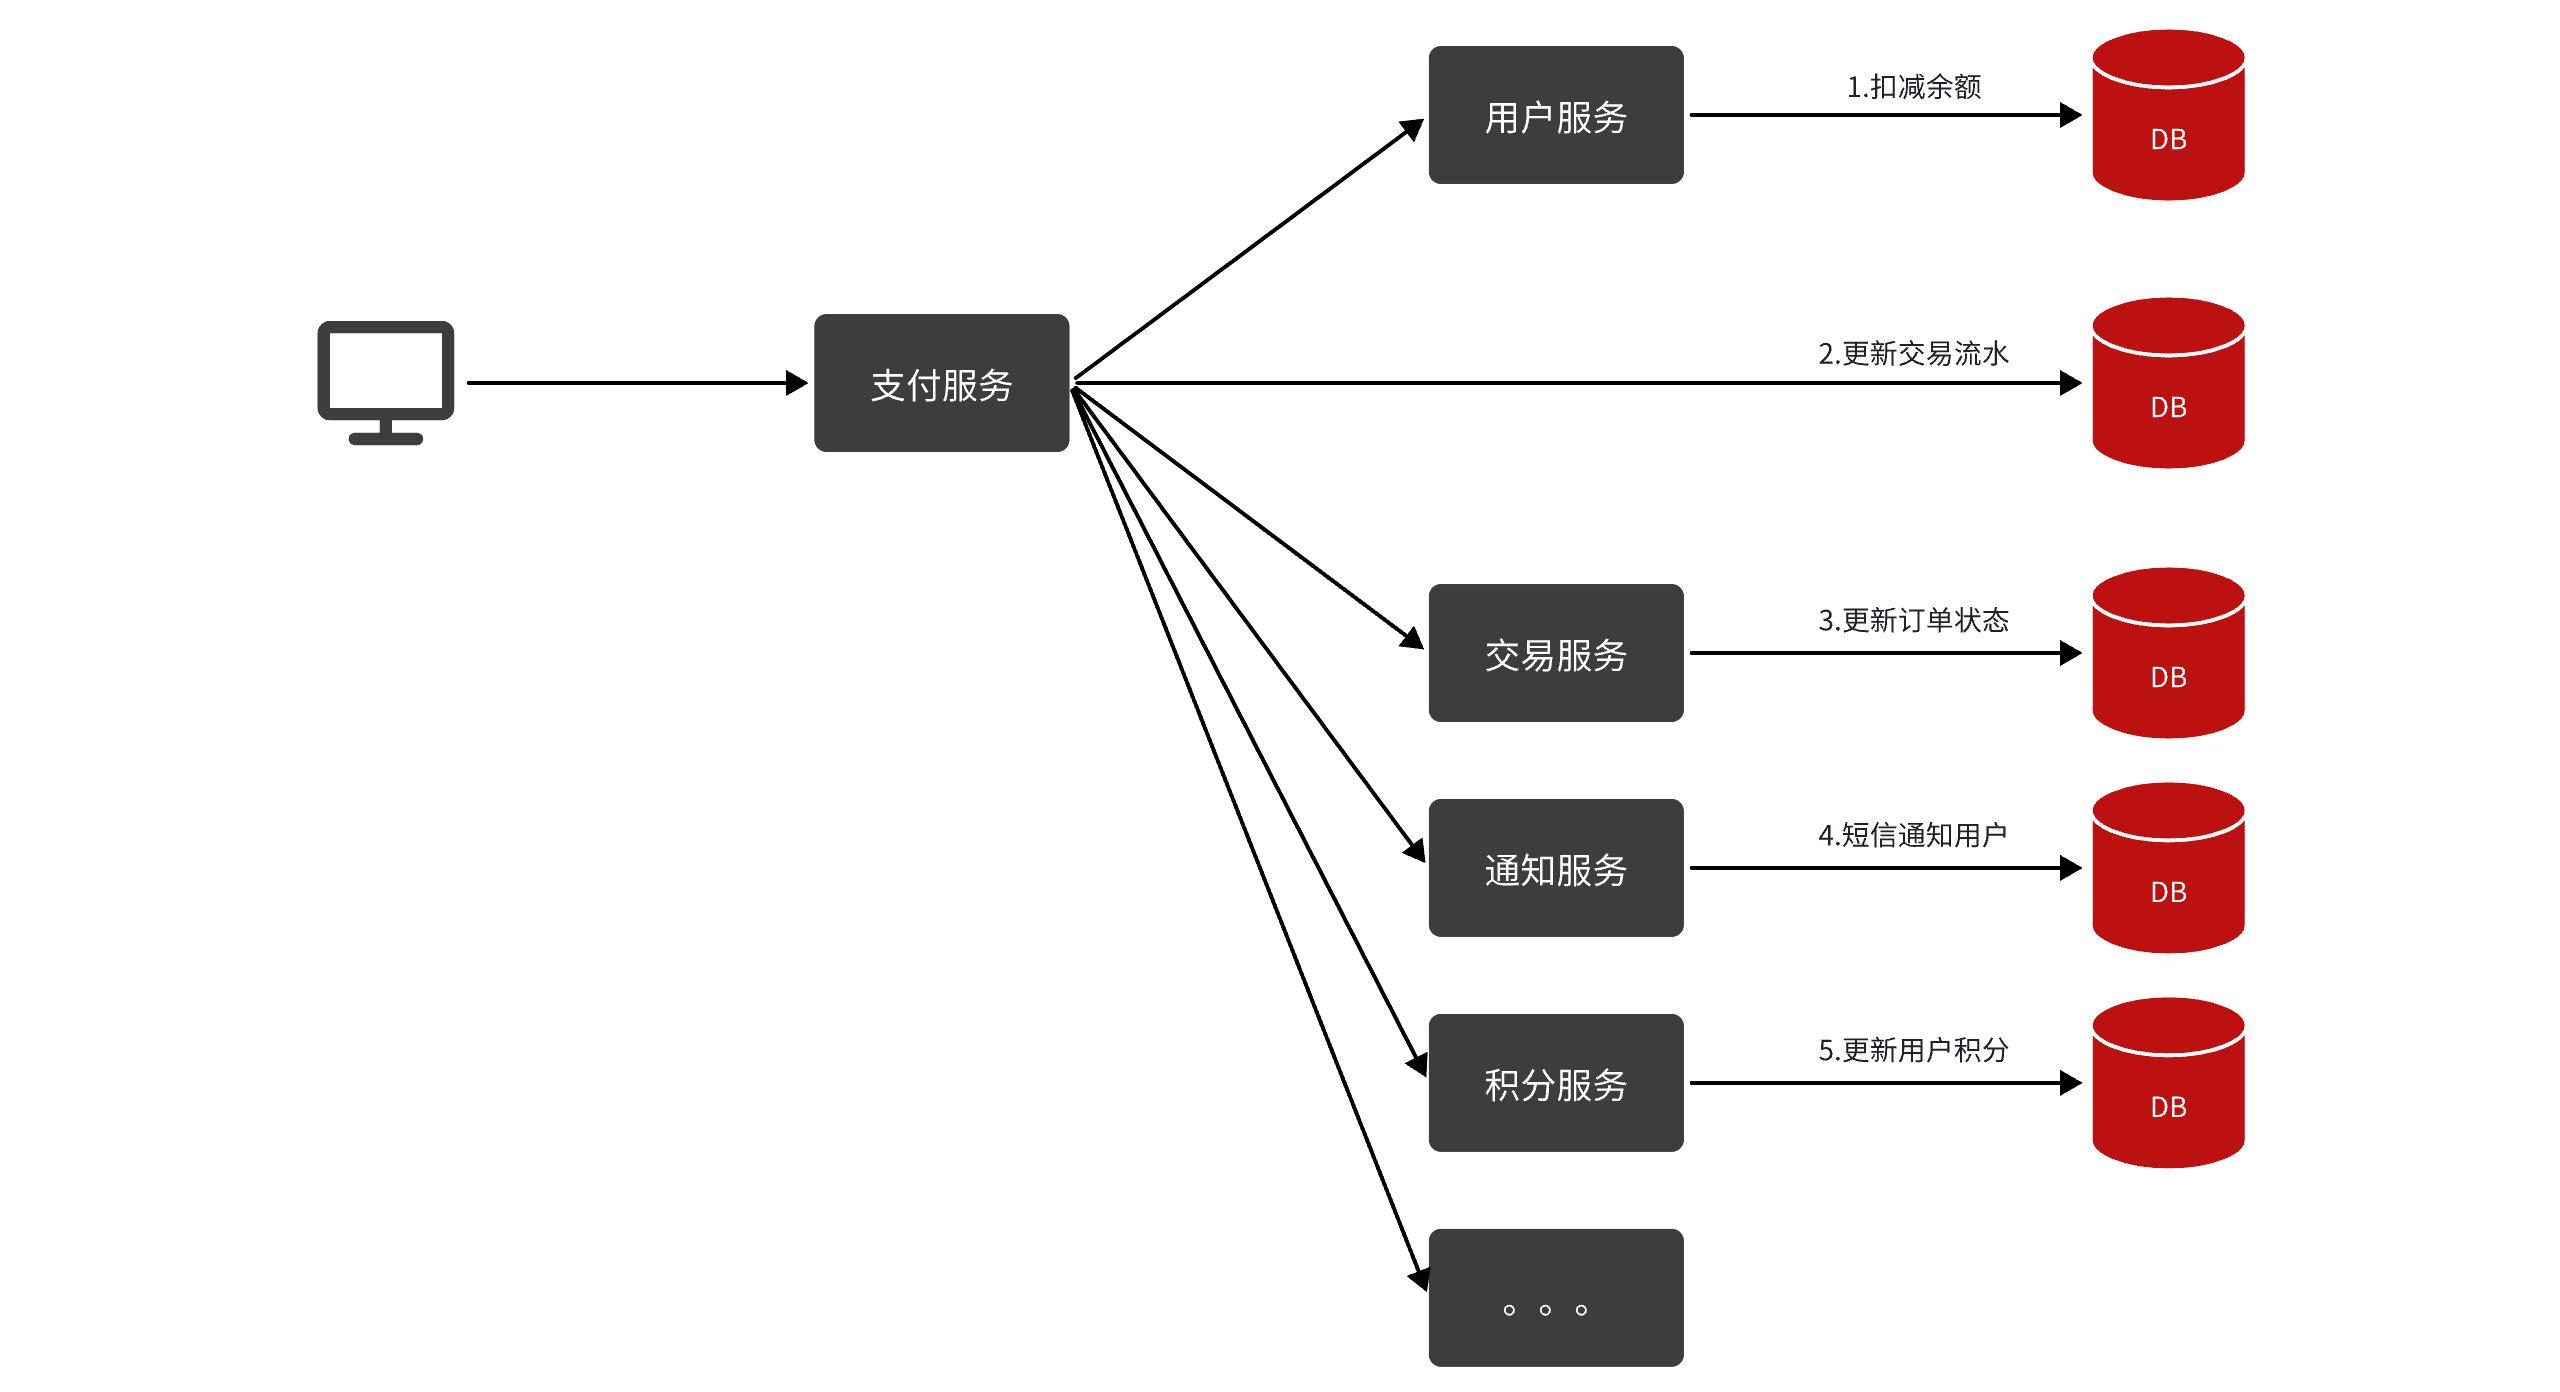 用户服务
1.扣减余额
DB
支付服务
2.更新交易流水
DB
交易服务
3.更新订单状态
DB
通知服务
4.短信通知用户
DB
积分服务
5.更新用户积分
DB
。。。